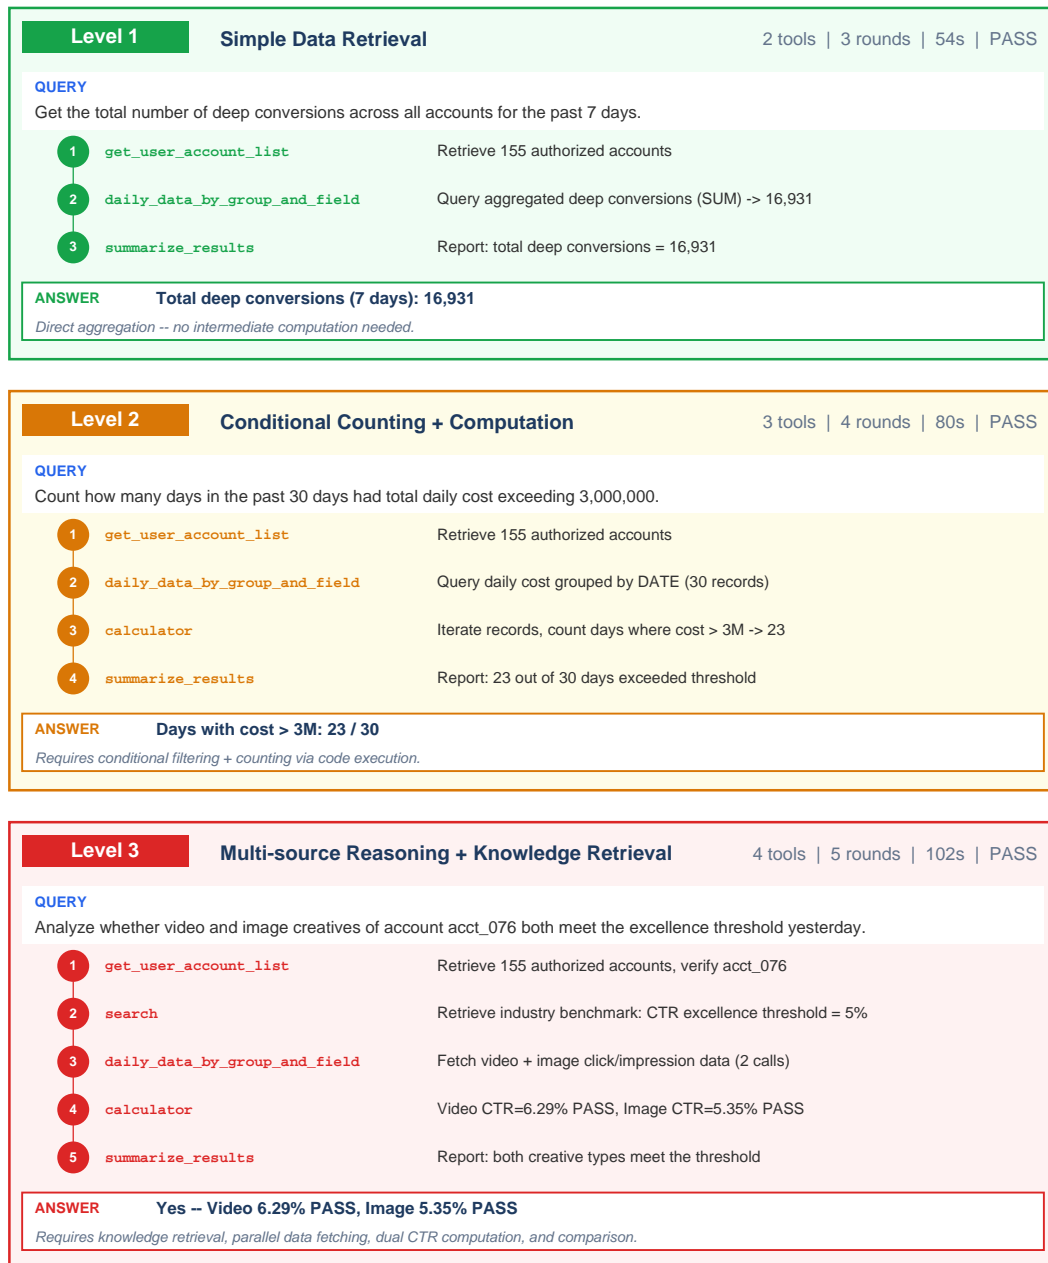 Level 1 Simple Data Retrieval 2 tools | 3 rounds | 54s | PASS
QUERY
Get the total number of deep conversions across all accounts for the past 7 days.
1 get_user_account_list Retrieve 155 authorized accounts
2 daily_data_by_group_and_field Query aggregated deep conversions (SUM) -> 16,931
3 summarize_results Report: total deep conversions = 16,931
ANSWER Total deep conversions (7 days): 16,931
Direct aggregation -- no intermediate computation needed.
Level 2 Conditional Counting + Computation 3 tools | 4 rounds | 80s | PASS
QUERY
Count how many days in the past 30 days had total daily cost exceeding 3,000,000.
1 get_user_account_list Retrieve 155 authorized accounts
2 daily_data_by_group_and_field Query daily cost grouped by DATE (30 records)
3 calculator Iterate records, count days where cost > 3M -> 23
4 summarize_results Report: 23 out of 30 days exceeded threshold
ANSWER Days with cost > 3M: 23 / 30
Requires conditional filtering + counting via code execution.
Level 3 Multi-source Reasoning + Knowledge Retrieval 4 tools | 5 rounds | 102s | PASS
QUERY
Analyze whether video and image creatives of account acct_076 both meet the excellence threshold yesterday.
1 get_user_account_list Retrieve 155 authorized accounts, verify acct_076
2 search Retrieve industry benchmark: CTR excellence threshold = 5%
3 daily_data_by_group_and_field Fetch video + image click/impression data (2 calls)
4 calculator Video CTR=6.29% PASS, Image CTR=5.35% PASS
5 summarize_results Report: both creative types meet the threshold
ANSWER Yes -- Video 6.29% PASS, Image 5.35% PASS
Requires knowledge retrieval, parallel data fetching, dual CTR computation, and comparison.